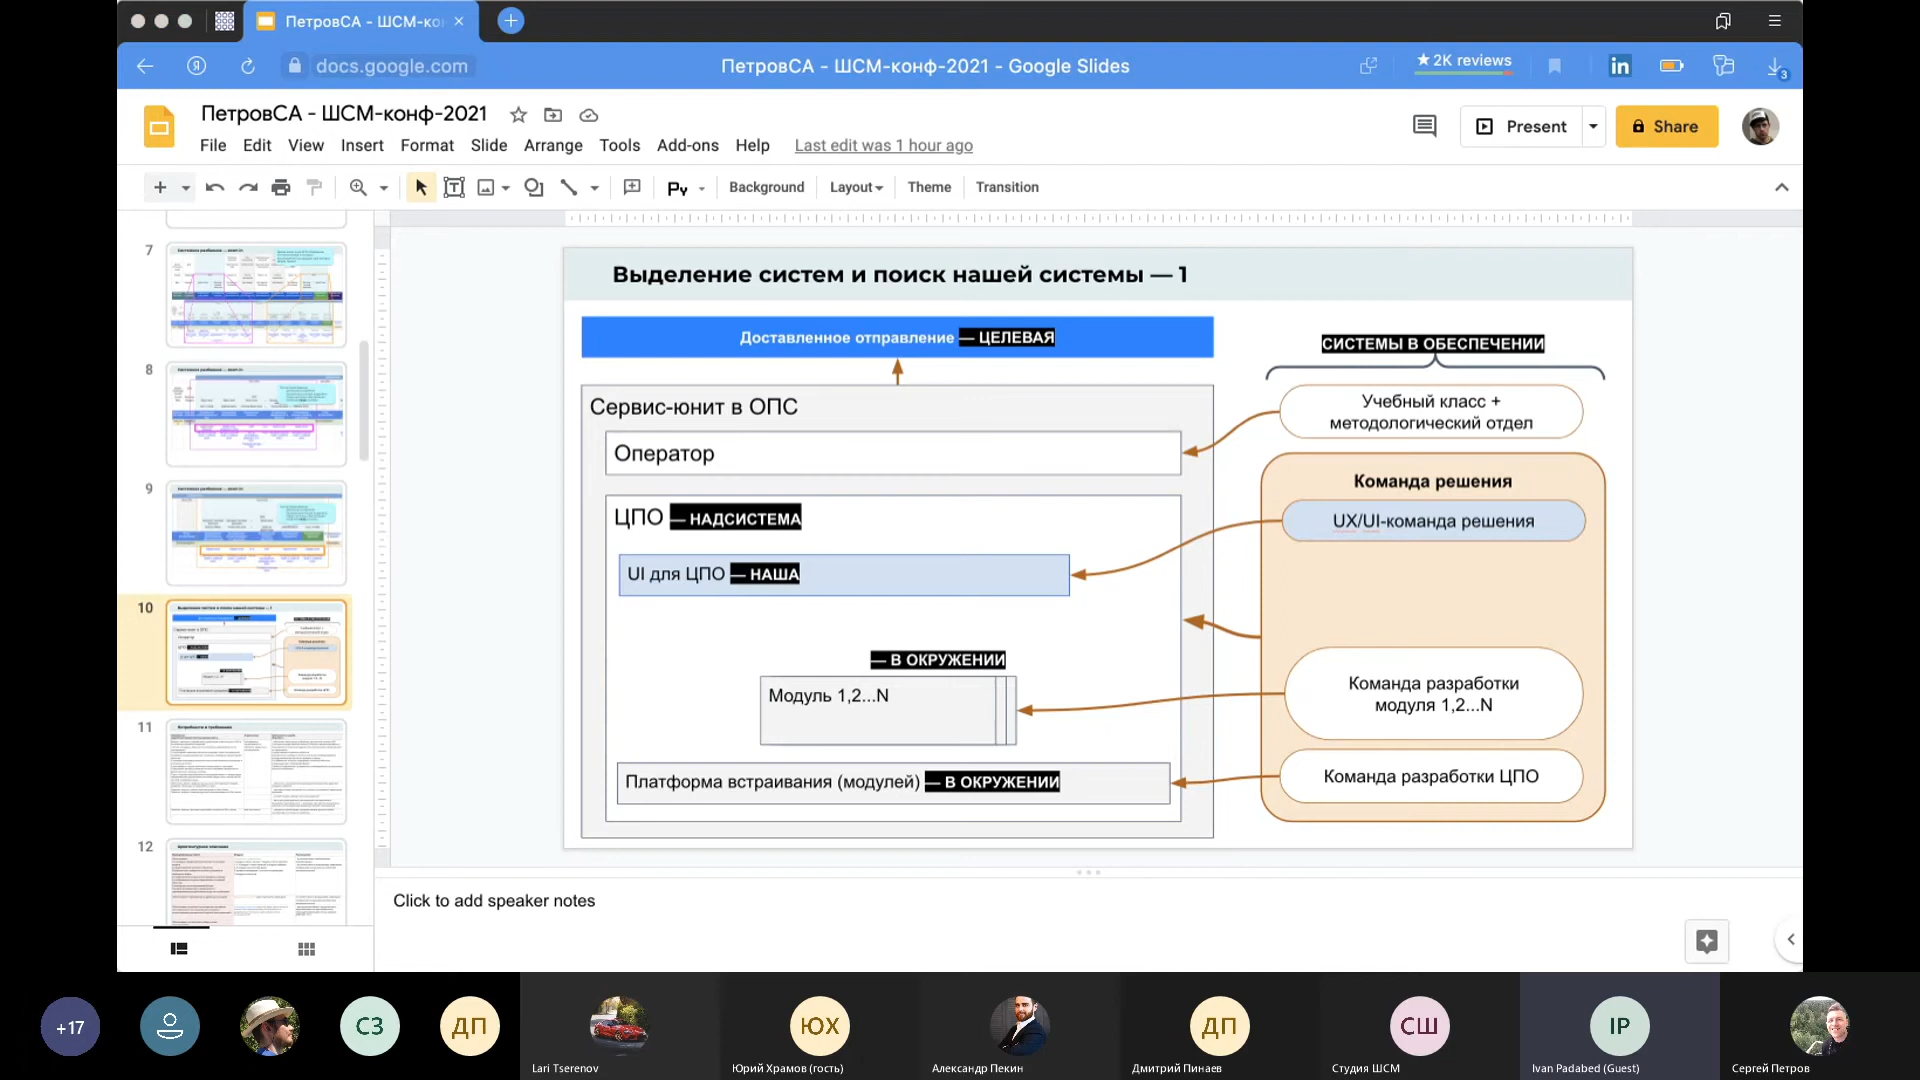 ПетровСА - ШСМ-ко
docs.google.com
ПетровСА - ШСМ-конф-2021 - Google Slides
★ 2K reviews
3
ПетровСА - ШСМ-конф-2021
File Edit View Insert Format Slide Arrange Tools Add-ons Help Last edit was 1 hour ago
Present
Share
Background Layout Theme Transition
7
8
9
10
11
12
Выделение систем и поиск нашей системы — 1
Доставленное отправление — ЦЕЛЕВАЯ
СИСТЕМЫ В ОБЕСПЕЧЕНИИ
Сервис-юнит в ОПС
Учебный класс +
методологический отдел
Оператор
Команда решения
ЦПО — НАДСИСТЕМА
UX/UI-команда решения
UI для ЦПО — НАША
— В ОКРУЖЕНИИ
Модуль 1,2...N
Команда разработки
модуля 1,2...N
Платформа встраивания (модулей) — В ОКРУЖЕНИИ
Команда разработки ЦПО
Click to add speaker notes
+17
СЗ
ДП
ЮХ
ДП
СШ
IP
Lari Tserenov
Юрий Храмов (гость)
Александр Пекин
Дмитрий Пинаев
Студия ШСМ
Ivan Padabed (Guest)
Сергей Петров